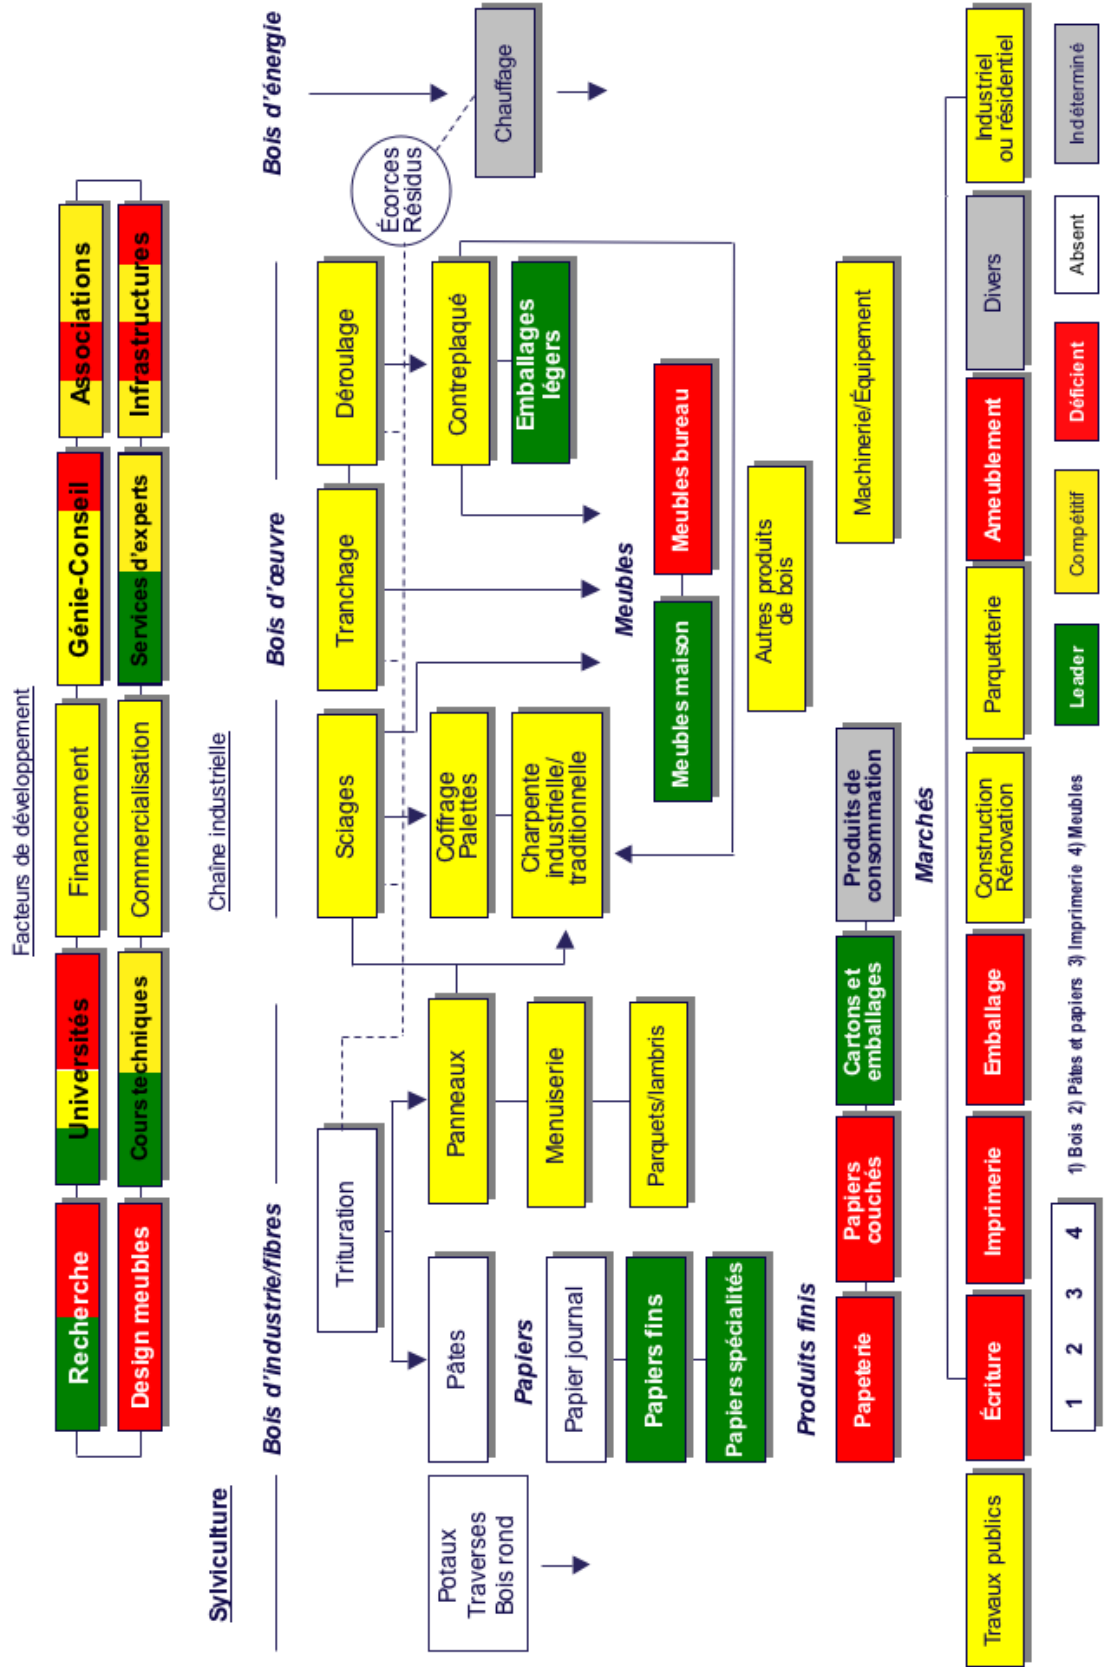 Facteurs de développement
Recherche
Universités
Financement
Génie-Conseil
Associations
Design meubles
Cours techniques
Commercialisation
Services d'experts
Infrastructures
Sylviculture
Chaîne industrielle
Bois d'industrie/fibres
Bois d'œuvre
Bois d'énergie
Trituration
Sciages
Tranchage
Déroulage
Écorces
Résidus
Potaux
Traverses
Bois rond
Pâtes
Panneaux
Coffrage
Palettes
Contreplaqué
Chauffage
Papiers
Papier journal
Menuiserie
Charpente
industrielle/
traditionnelle
Emballages
légers
Papiers fins
Parquets/lambris
Meubles
Meubles maison
Meubles bureau
Papiers spécialités
Autres produits
de bois
Produits finis
Papeterie
Papiers
couchés
Cartons et
emballages
Produits de
consommation
Machinerie/Équipement
Marchés
Travaux publics
Écriture
Imprimerie
Emballage
Construction
Rénovation
Parquetterie
Ameublement
Divers
Industriel
ou résidentiel
1 2 3 4
1) Bois 2) Pâtes et papiers 3) Imprimerie 4) Meubles
Leader
Compétitif
Déficient
Absent
Indéterminé